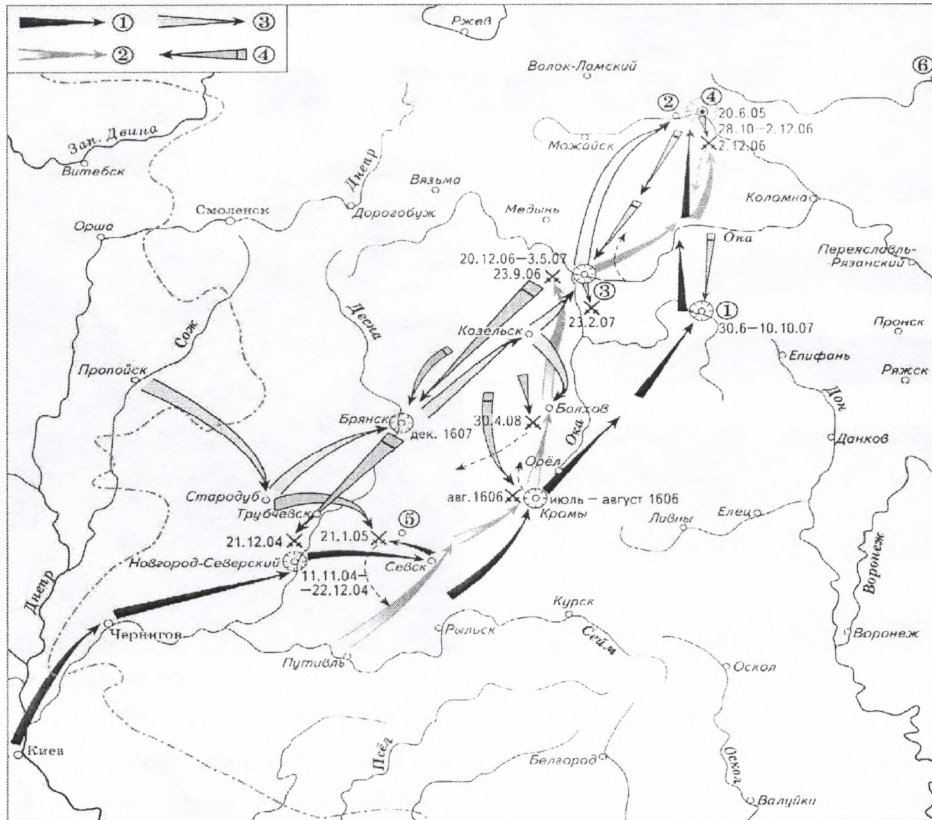 ① ③
② ④
Ржев
Волок-Ламский
⑥
Зап. Двина
Витебск
② ④
20.6.05
28.10–2.12.06
2.12.06
Можайск
Днепр
Вязьма
Смоленск
Дорогобуж
Медынь
Коломна
Орша
Ока
Переяславль-
-Рязанский
20.12.06–3.5.07
23.9.06
③
23.2.07
①
30.6–10.10.07
Пронск
Десна
Козельск
Сож
Пропойск
Епифань
Ряжск
Дон
Брянск
дек. 1607
30.4.08
Болхов
Ока
Данков
Орёл
Стародуб
авг.1606
июль – август 1606
Кромы
Трубчевск
⑤
Ливны
Елец
21.12.04
21.1.05
Новгород-Северский
Севск
11.11.04–
–22.12.04
Днепр
Воронеж
Чернигов
Курск
Рыльск
Сейм
Воронеж
Путивль
Оскол
Киев
Псёл
Белгород
Оскол
Валуйки